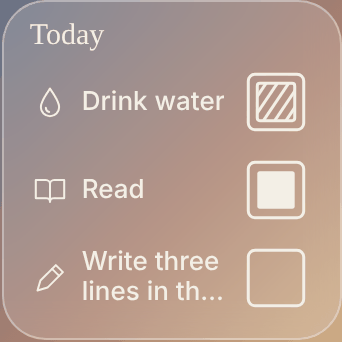 Today
Drink water
Read
Write three
lines in th...